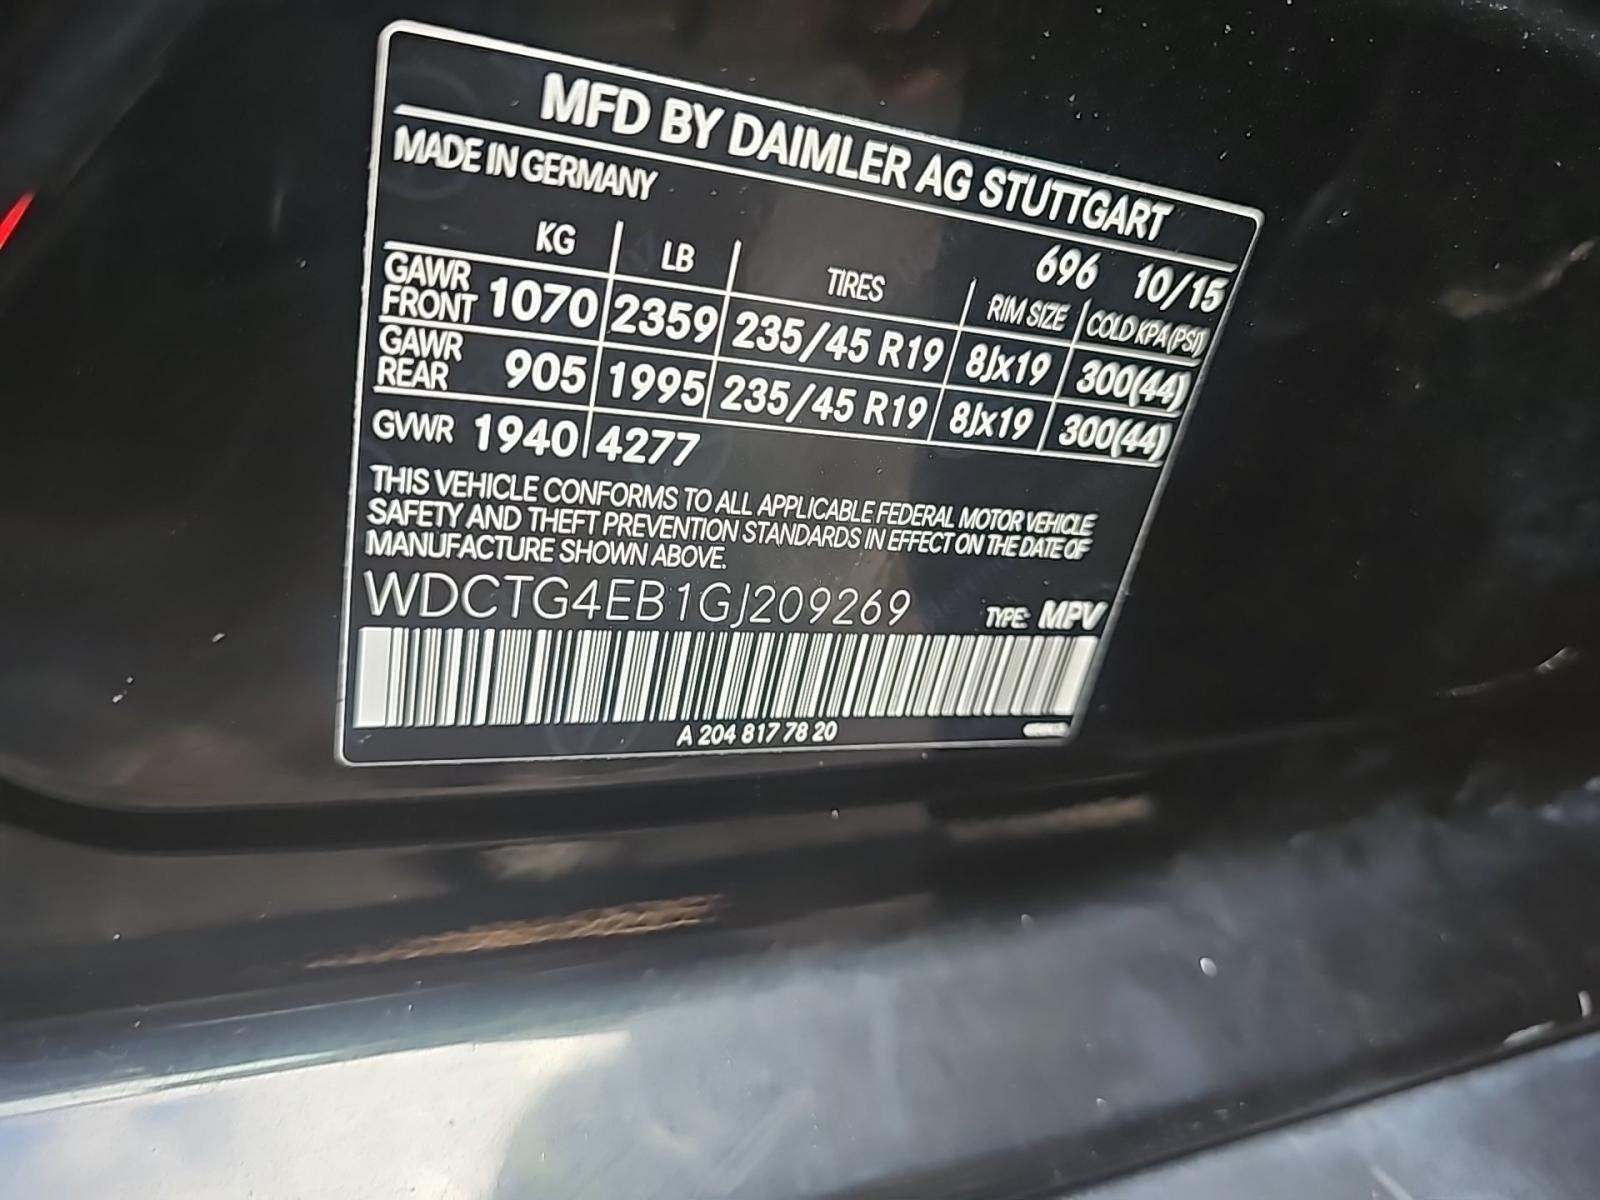 MFD BY DAIMLER AG STUTTGART
MADE IN GERMANY
696 10/15
KG LB TIRES RIM SIZE COLD KPA(PSI)
GAWR FRONT 1070 2359 235/45 R19 8Jx19 300(44)
GAWR REAR 905 1995 235/45 R19 8Jx19 300(44)
GVWR 1940 4277
THIS VEHICLE CONFORMS TO ALL APPLICABLE FEDERAL MOTOR VEHICLE
SAFETY AND THEFT PREVENTION STANDARDS IN EFFECT ON THE DATE OF
MANUFACTURE SHOWN ABOVE.
WDCTG4EB1GJ209269 TYPE: MPV
A 204 817 78 20